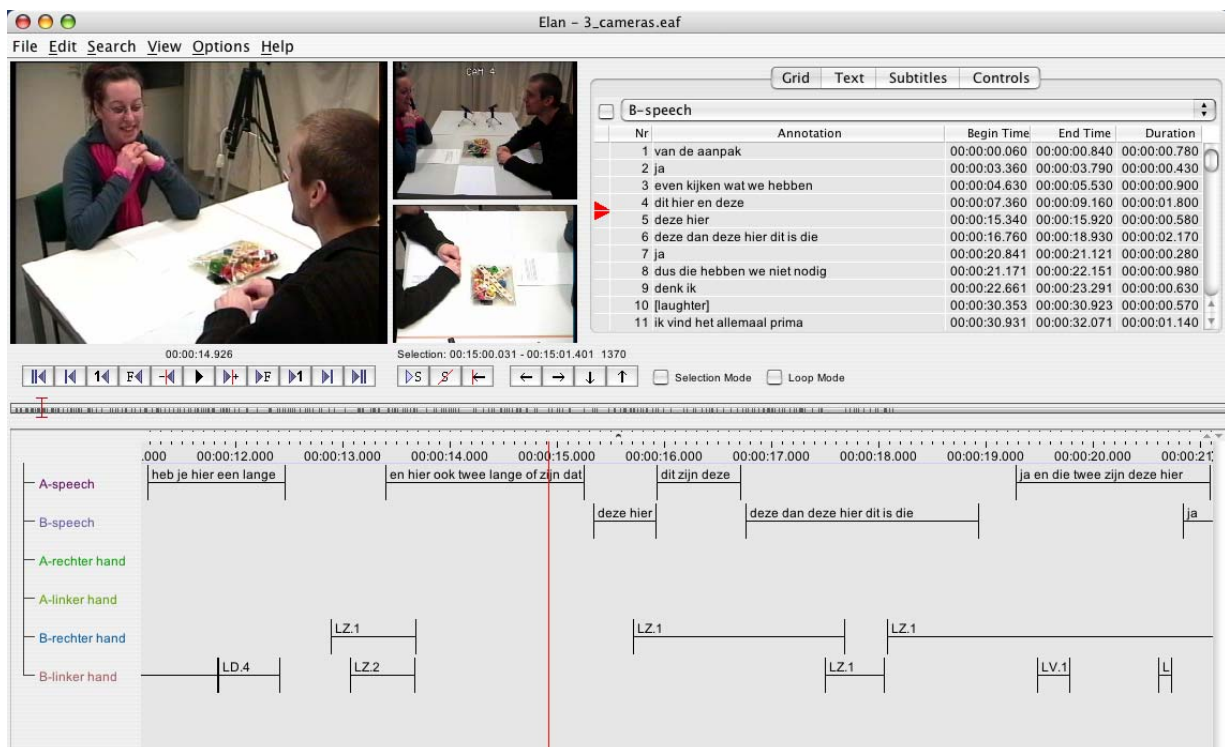 Elan - 3_cameras.eaf
File Edit Search View Options Help
CAM 4
Grid Text Subtitles Controls
B-speech
Nr Annotation Begin Time End Time Duration
1 van de aanpak 00:00:00.060 00:00:00.840 00:00:00.780
2 ja 00:00:03.360 00:00:03.790 00:00:00.430
3 even kijken wat we hebben 00:00:04.630 00:00:05.530 00:00:00.900
4 dit hier en deze 00:00:07.360 00:00:09.160 00:00:01.800
5 deze hier 00:00:15.340 00:00:15.920 00:00:00.580
6 deze dan deze hier dit is die 00:00:16.760 00:00:18.930 00:00:02.170
7 ja 00:00:20.841 00:00:21.121 00:00:00.280
8 dus die hebben we niet nodig 00:00:21.171 00:00:22.151 00:00:00.980
9 denk ik 00:00:22.661 00:00:23.291 00:00:00.630
10 [laughter] 00:00:30.353 00:00:30.923 00:00:00.570
11 ik vind het allemaal prima 00:00:30.931 00:00:32.071 00:00:01.140
00:00:14.926 Selection: 00:15:00.031 - 00:15:01.401 1370
1 F F 1 S S Selection Mode Loop Mode
.000 00:00:12.000 00:00:13.000 00:00:14.000 00:00:15.000 00:00:16.000 00:00:17.000 00:00:18.000 00:00:19.000 00:00:20.000 00:00:21
A-speech heb je hier een lange en hier ook twee lange of zijn dat dit zijn deze ja en die twee zijn deze hier
B-speech deze hier deze dan deze hier dit is die ja
A-rechter hand
A-linker hand
B-rechter hand LZ.1 LZ.1 LZ.1
B-linker hand LD.4 LZ.2 LZ.1 LV.1 L